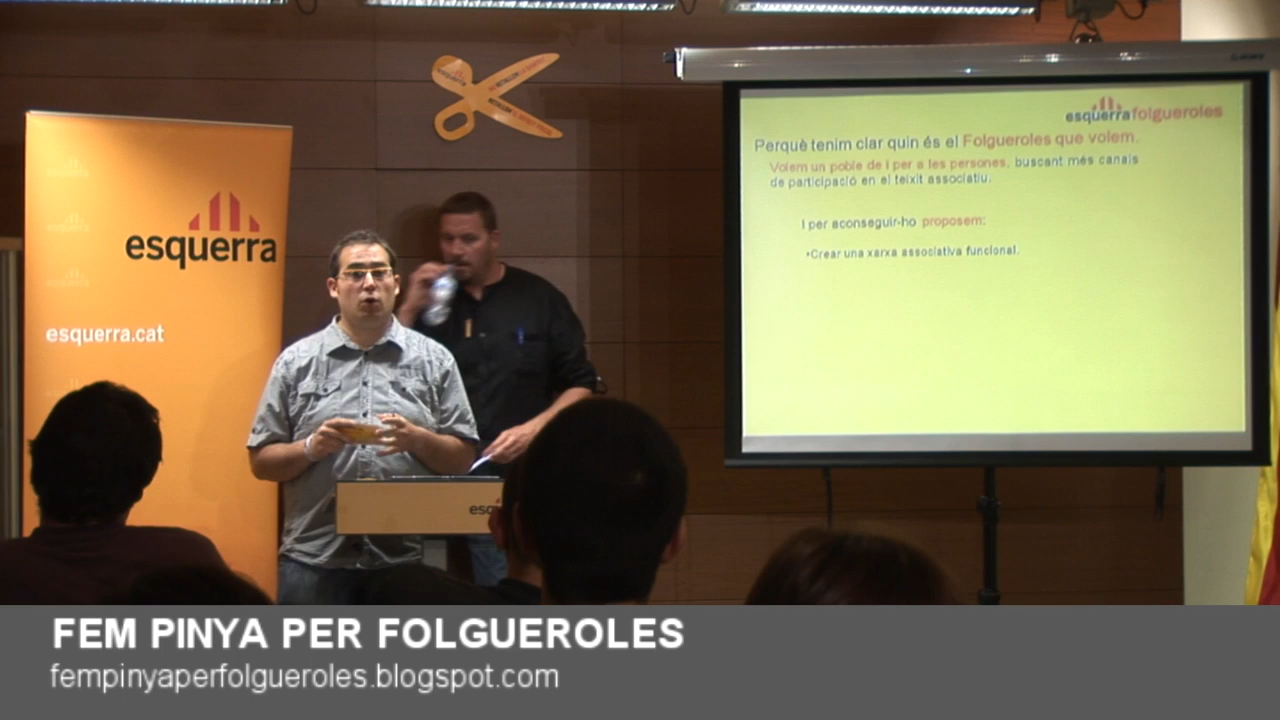 esquerra
esquerra.cat
esquerrafolgueroles
Perquè tenim clar quin és el Folgueroles que volem.
Volem un poble de i per a les persones, buscant més canals
de participació en el teixit associatiu.
I per aconseguir-ho proposem:
•Crear una xarxa associativa funcional.
esq
FEM PINYA PER FOLGUEROLES
fempinyaperfolgueroles.blogspot.com